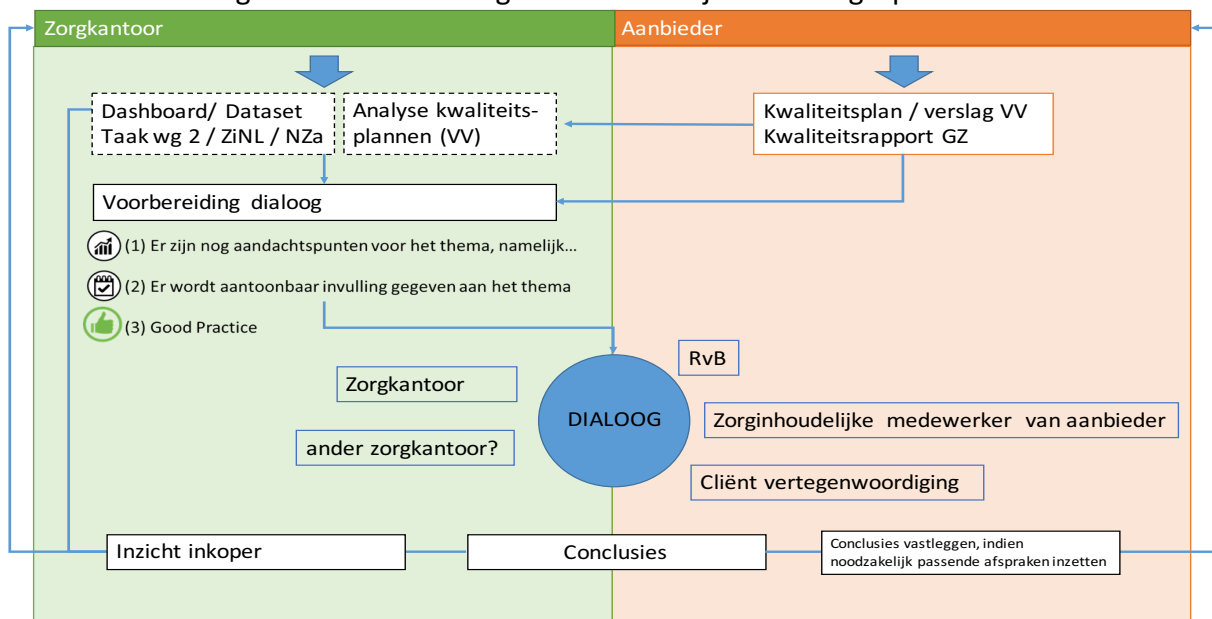 Zorgkantoor
Aanbieder
Dashboard/ Dataset
Taak wg 2 / ZiNL / NZa
Analyse kwaliteits-
plannen (VV)
Kwaliteitsplan / verslag VV
Kwaliteitsrapport GZ
Voorbereiding dialoog
(1) Er zijn nog aandachtspunten voor het thema, namelijk...
(2) Er wordt aantoonbaar invulling gegeven aan het thema
(3) Good Practice
RvB
Zorgkantoor
DIALOOG
Zorginhoudelijke medewerker van aanbieder
ander zorgkantoor?
Cliënt vertegenwoordiging
Inzicht inkoper
Conclusies
Conclusies vastleggen, indien
noodzakelijk passende afspraken inzetten